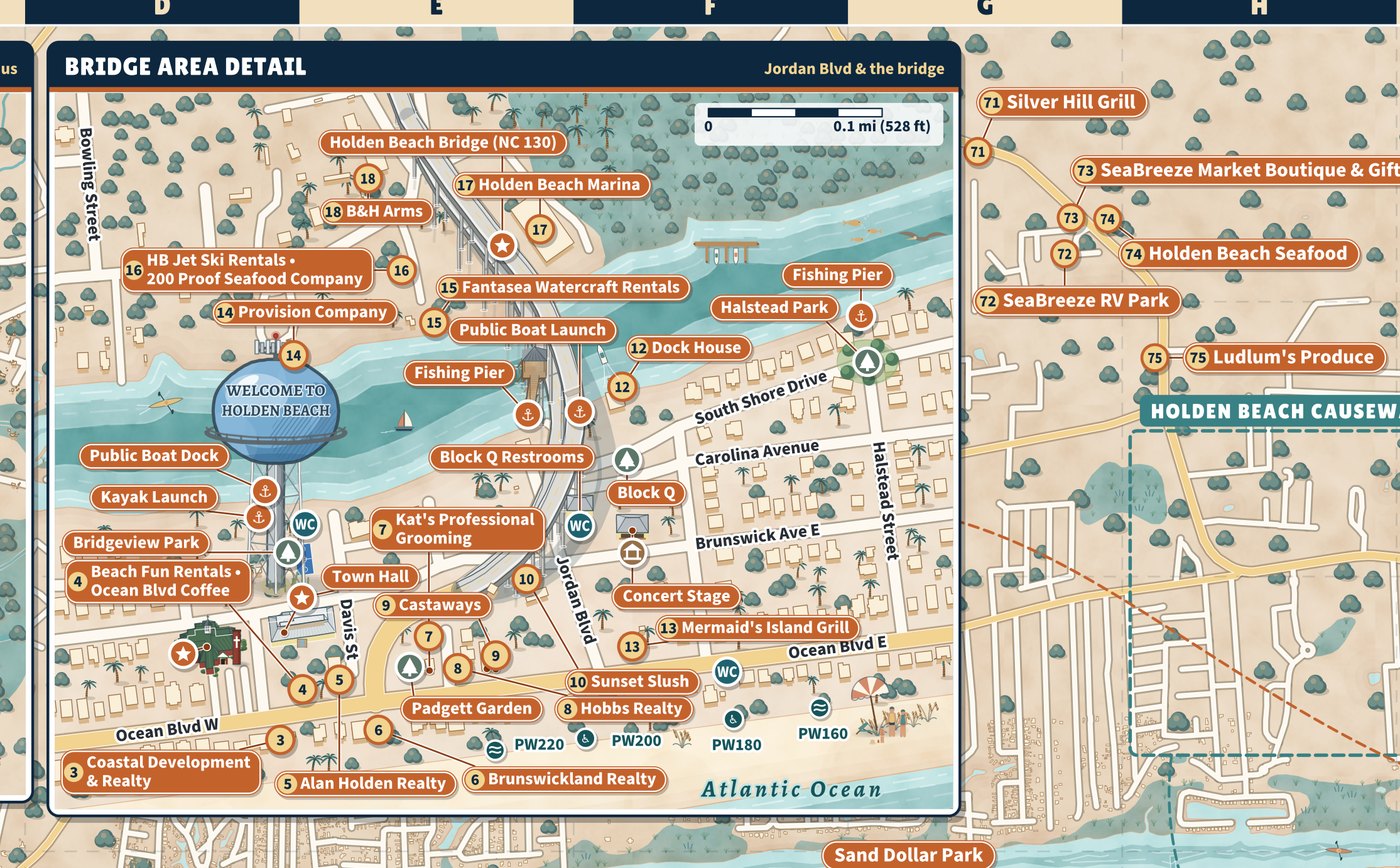 D
E
F
G
H
us
BRIDGE AREA DETAIL
Jordan Blvd & the bridge
0
0.1 mi (528 ft)
Bowling Street
Holden Beach Bridge (NC 130)
18
17 Holden Beach Marina
18 B&H Arms
17
16 HB Jet Ski Rentals •
200 Proof Seafood Company
16
15 Fantasea Watercraft Rentals
Fishing Pier
14 Provision Company
15
Public Boat Launch
Halstead Park
14
12 Dock House
Fishing Pier
12
WELCOME TO
HOLDEN BEACH
South Shore Drive
Public Boat Dock
Block Q Restrooms
Carolina Avenue
Halstead Street
Kayak Launch
Block Q
WC
WC
7 Kat's Professional
Grooming
Bridgeview Park
Brunswick Ave E
4 Beach Fun Rentals •
Ocean Blvd Coffee
Town Hall
10
Jordan Blvd
Concert Stage
Davis St
9 Castaways
13 Mermaid's Island Grill
7
13
Ocean Blvd E
9
8
WC
4
5
10 Sunset Slush
Padgett Garden
8 Hobbs Realty
Ocean Blvd W
3
6
PW220
PW200
PW180
PW160
3 Coastal Development
& Realty
5 Alan Holden Realty
6 Brunswickland Realty
Atlantic Ocean
71 Silver Hill Grill
71
73 SeaBreeze Market Boutique & Gift
73
74
72
74 Holden Beach Seafood
72 SeaBreeze RV Park
75
75 Ludlum's Produce
HOLDEN BEACH CAUSEW
Sand Dollar Park